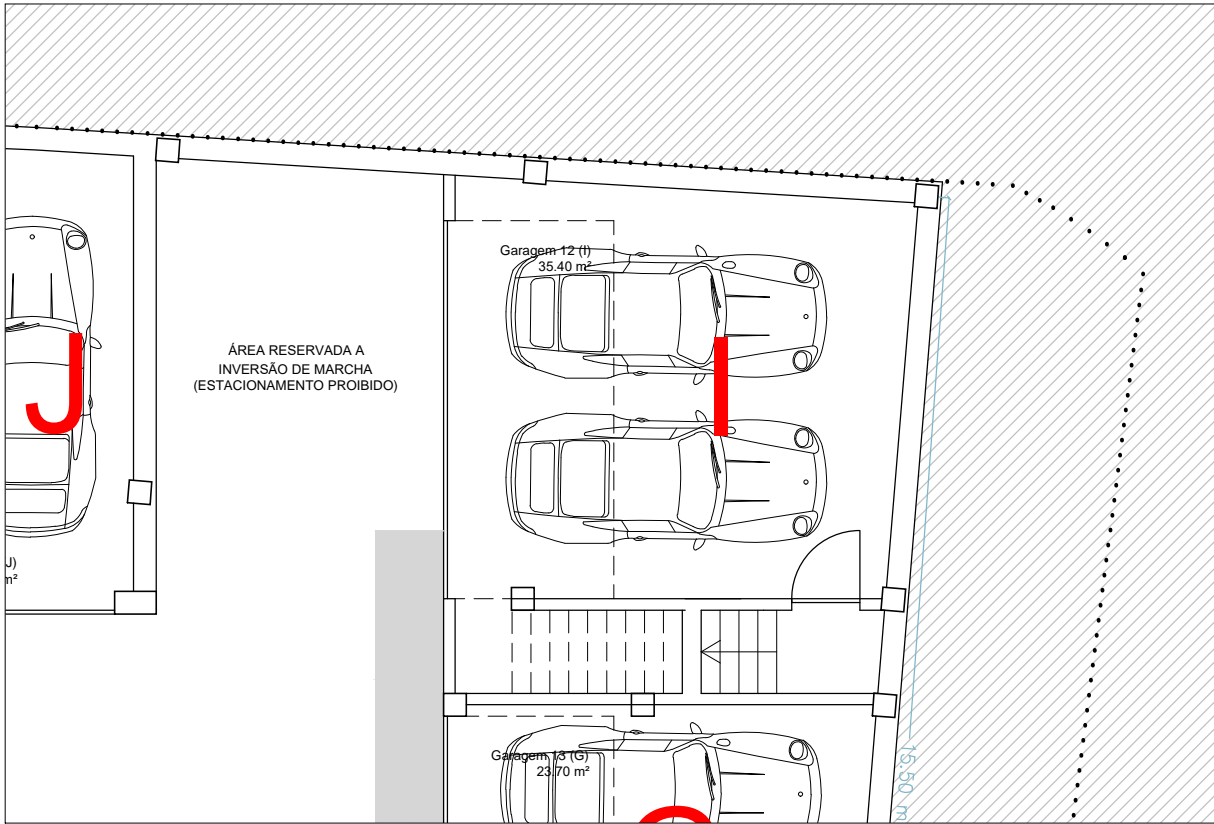 Garagem 12 (I)
35.40 m²
ÁREA RESERVADA A
INVERSÃO DE MARCHA
(ESTACIONAMENTO PROIBIDO)
J
I
J)
m²
Garagem 13 (G)
23.70 m²
15.50 m